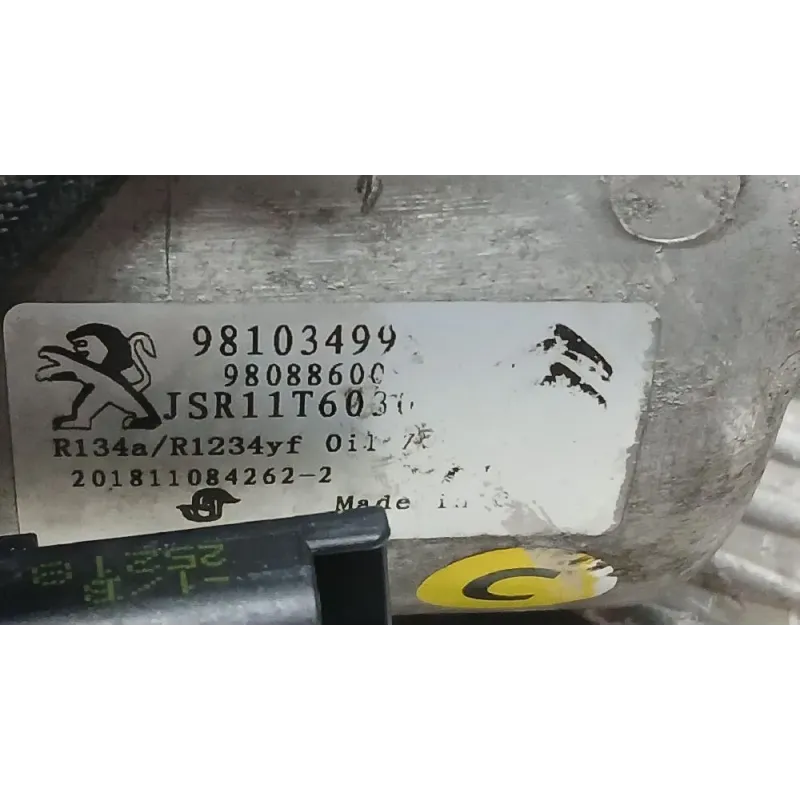 98103499
98088600
JSR11T603
R134a/R1234yf Oil
201811084262-2
Made in